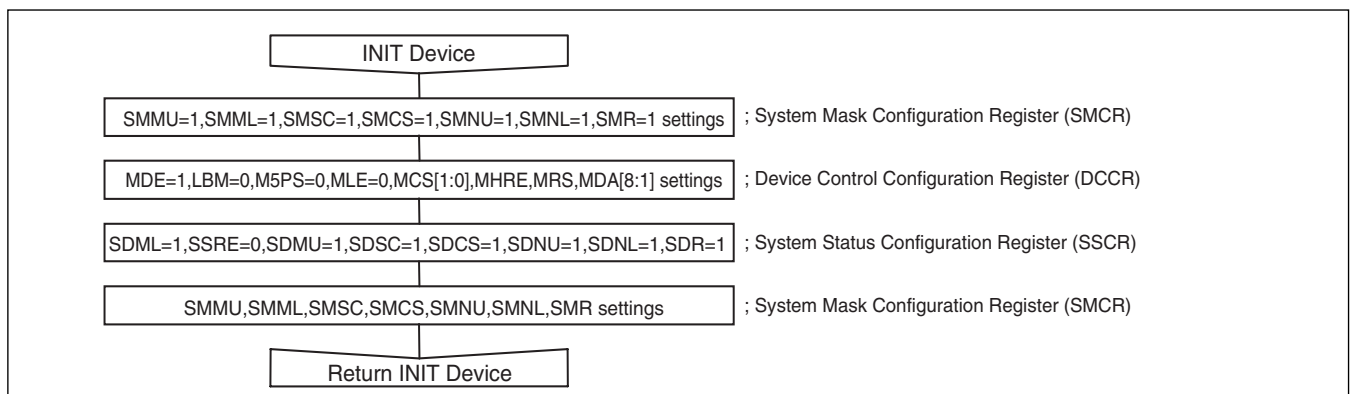 INIT Device
SMMU=1,SMML=1,SMSC=1,SMCS=1,SMNU=1,SMNL=1,SMR=1 settings ; System Mask Configuration Register (SMCR)
MDE=1,LBM=0,M5PS=0,MLE=0,MCS[1:0],MHRE,MRS,MDA[8:1] settings ; Device Control Configuration Register (DCCR)
SDML=1,SSRE=0,SDMU=1,SDSC=1,SDCS=1,SDNU=1,SDNL=1,SDR=1 ; System Status Configuration Register (SSCR)
SMMU,SMML,SMSC,SMCS,SMNU,SMNL,SMR settings ; System Mask Configuration Register (SMCR)
Return INIT Device